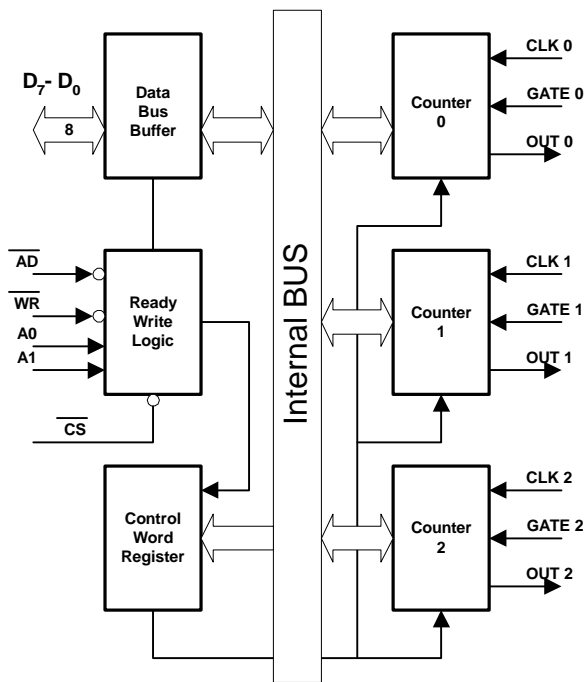 D7- D0
8
Data
Bus
Buffer
AD
WR
A0
A1
CS
Ready
Write
Logic
Control
Word
Register
Internal BUS
Counter
0
CLK 0
GATE 0
OUT 0
Counter
1
CLK 1
GATE 1
OUT 1
Counter
2
CLK 2
GATE 2
OUT 2